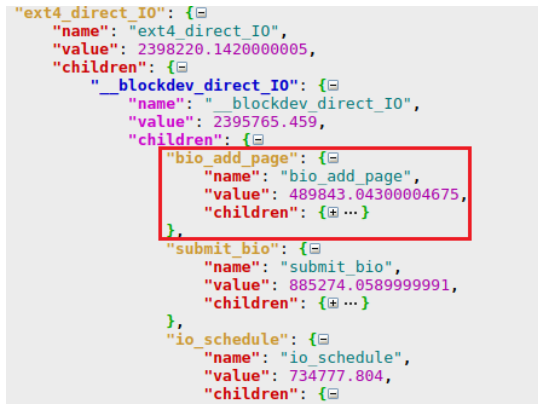 "ext4_direct_IO": {⊟
"name": "ext4_direct_IO",
"value": 2398220.1420000005,
"children": {⊟
"__blockdev_direct_IO": {⊟
"name": "__blockdev_direct_IO",
"value": 2395765.459,
"children": {⊟
"bio_add_page": {⊟
"name": "bio_add_page",
"value": 489843.04300004675,
"children": {⊞ … }
},
"submit_bio": {⊟
"name": "submit_bio",
"value": 885274.0589999991,
"children": {⊞ … }
},
"io_schedule": {⊟
"name": "io_schedule",
"value": 734777.804,
"children": {⊟